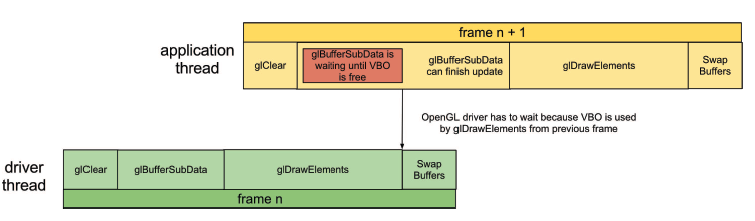 frame n + 1
application
thread
glClear
glBufferSubData is
waiting until VBO
is free
glBufferSubData
can finiish update
glDrawElements
Swap
Buffers
OpenGL driver has to wait because VBO is used
by glDrawElements from previous frame
driver
thread
glClear
glBufferSubData
glDrawElements
Swap
Buffers
frame n